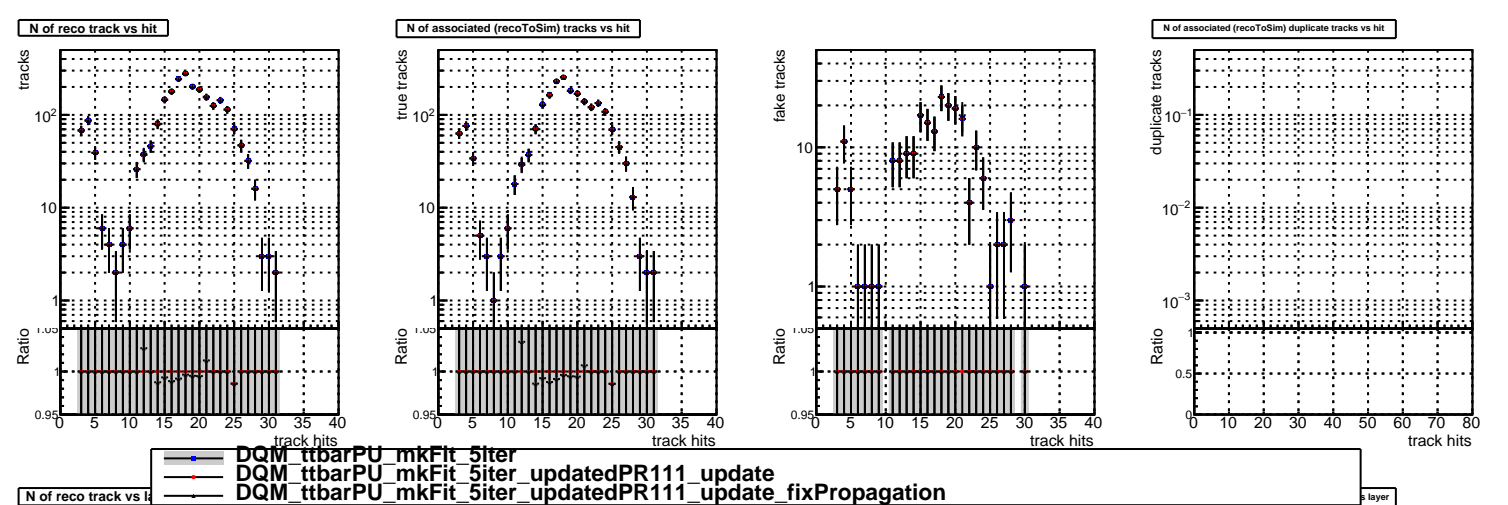 N of reco track vs hit
N of associated (recoToSim) tracks vs hit
N of associated (recoToSim) duplicate tracks vs hit
tracks
10²
10
1
Ratio
1.05
1
0.95
0 5 10 15 20 25 30 35 40
track hits
true tracks
10²
10
1
Ratio
1.05
1
0.95
0 5 10 15 20 25 30 35 40
track hits
fake tracks
10
1
Ratio
1.05
1
0.95
0 5 10 15 20 25 30 35 40
track hits
duplicate tracks
10⁻¹
10⁻²
10⁻³
Ratio
1
0.5
0
0 10 20 30 40 50 60 70 80
track hits
DQM_ttbarPU_mkFit_5iter
DQM_ttbarPU_mkFit_5iter_updatedPR111_update
DQM_ttbarPU_mkFit_5iter_updatedPR111_update_fixPropagation
N of reco track vs
s layer